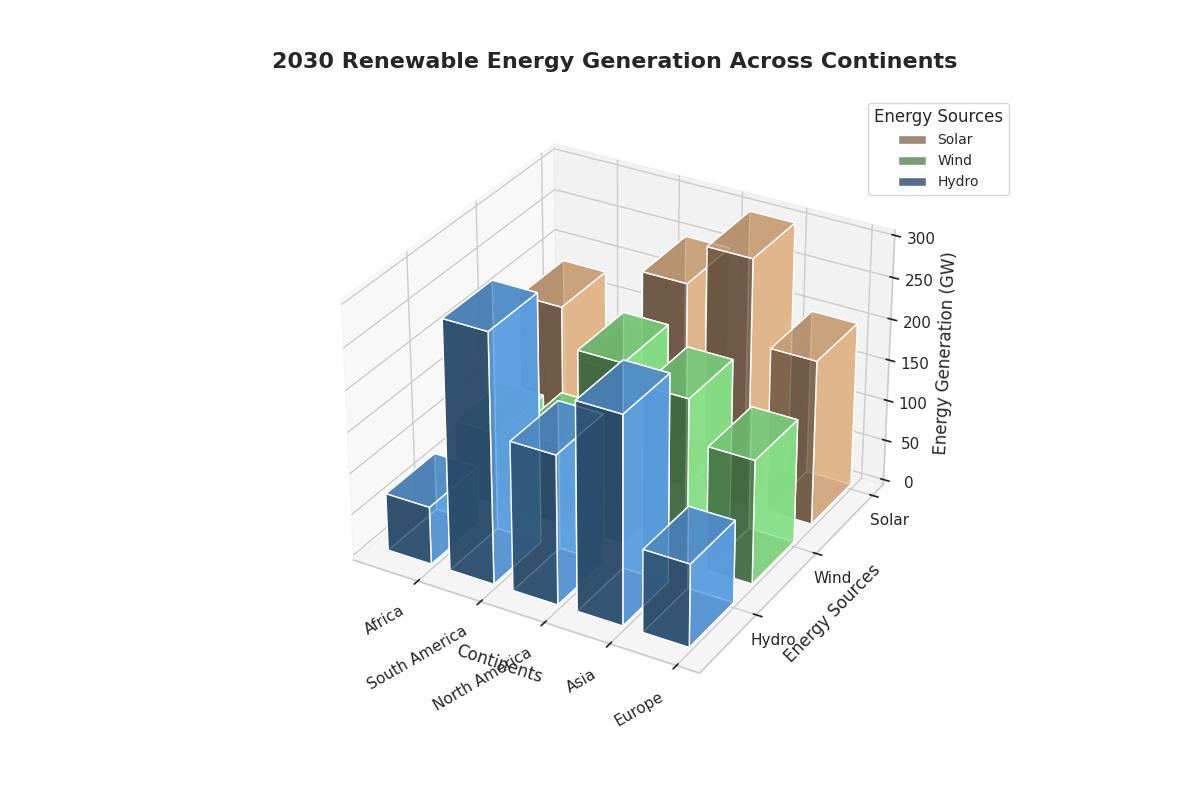 2030 Renewable Energy Generation Across Continents
Energy Sources
Solar
Wind
Hydro
300
250
200
150
100
50
0
Energy Generation (GW)
Solar
Wind
Hydro
Energy Sources
Africa
South America
North America
Asia
Europe
Continents